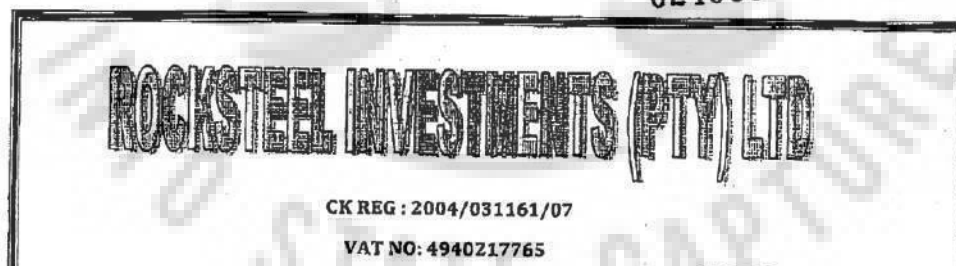 ROCKSTEEL INVESTMENTS (PTY) LTD
CK REG : 2004/031161/07
VAT NO: 4940217765